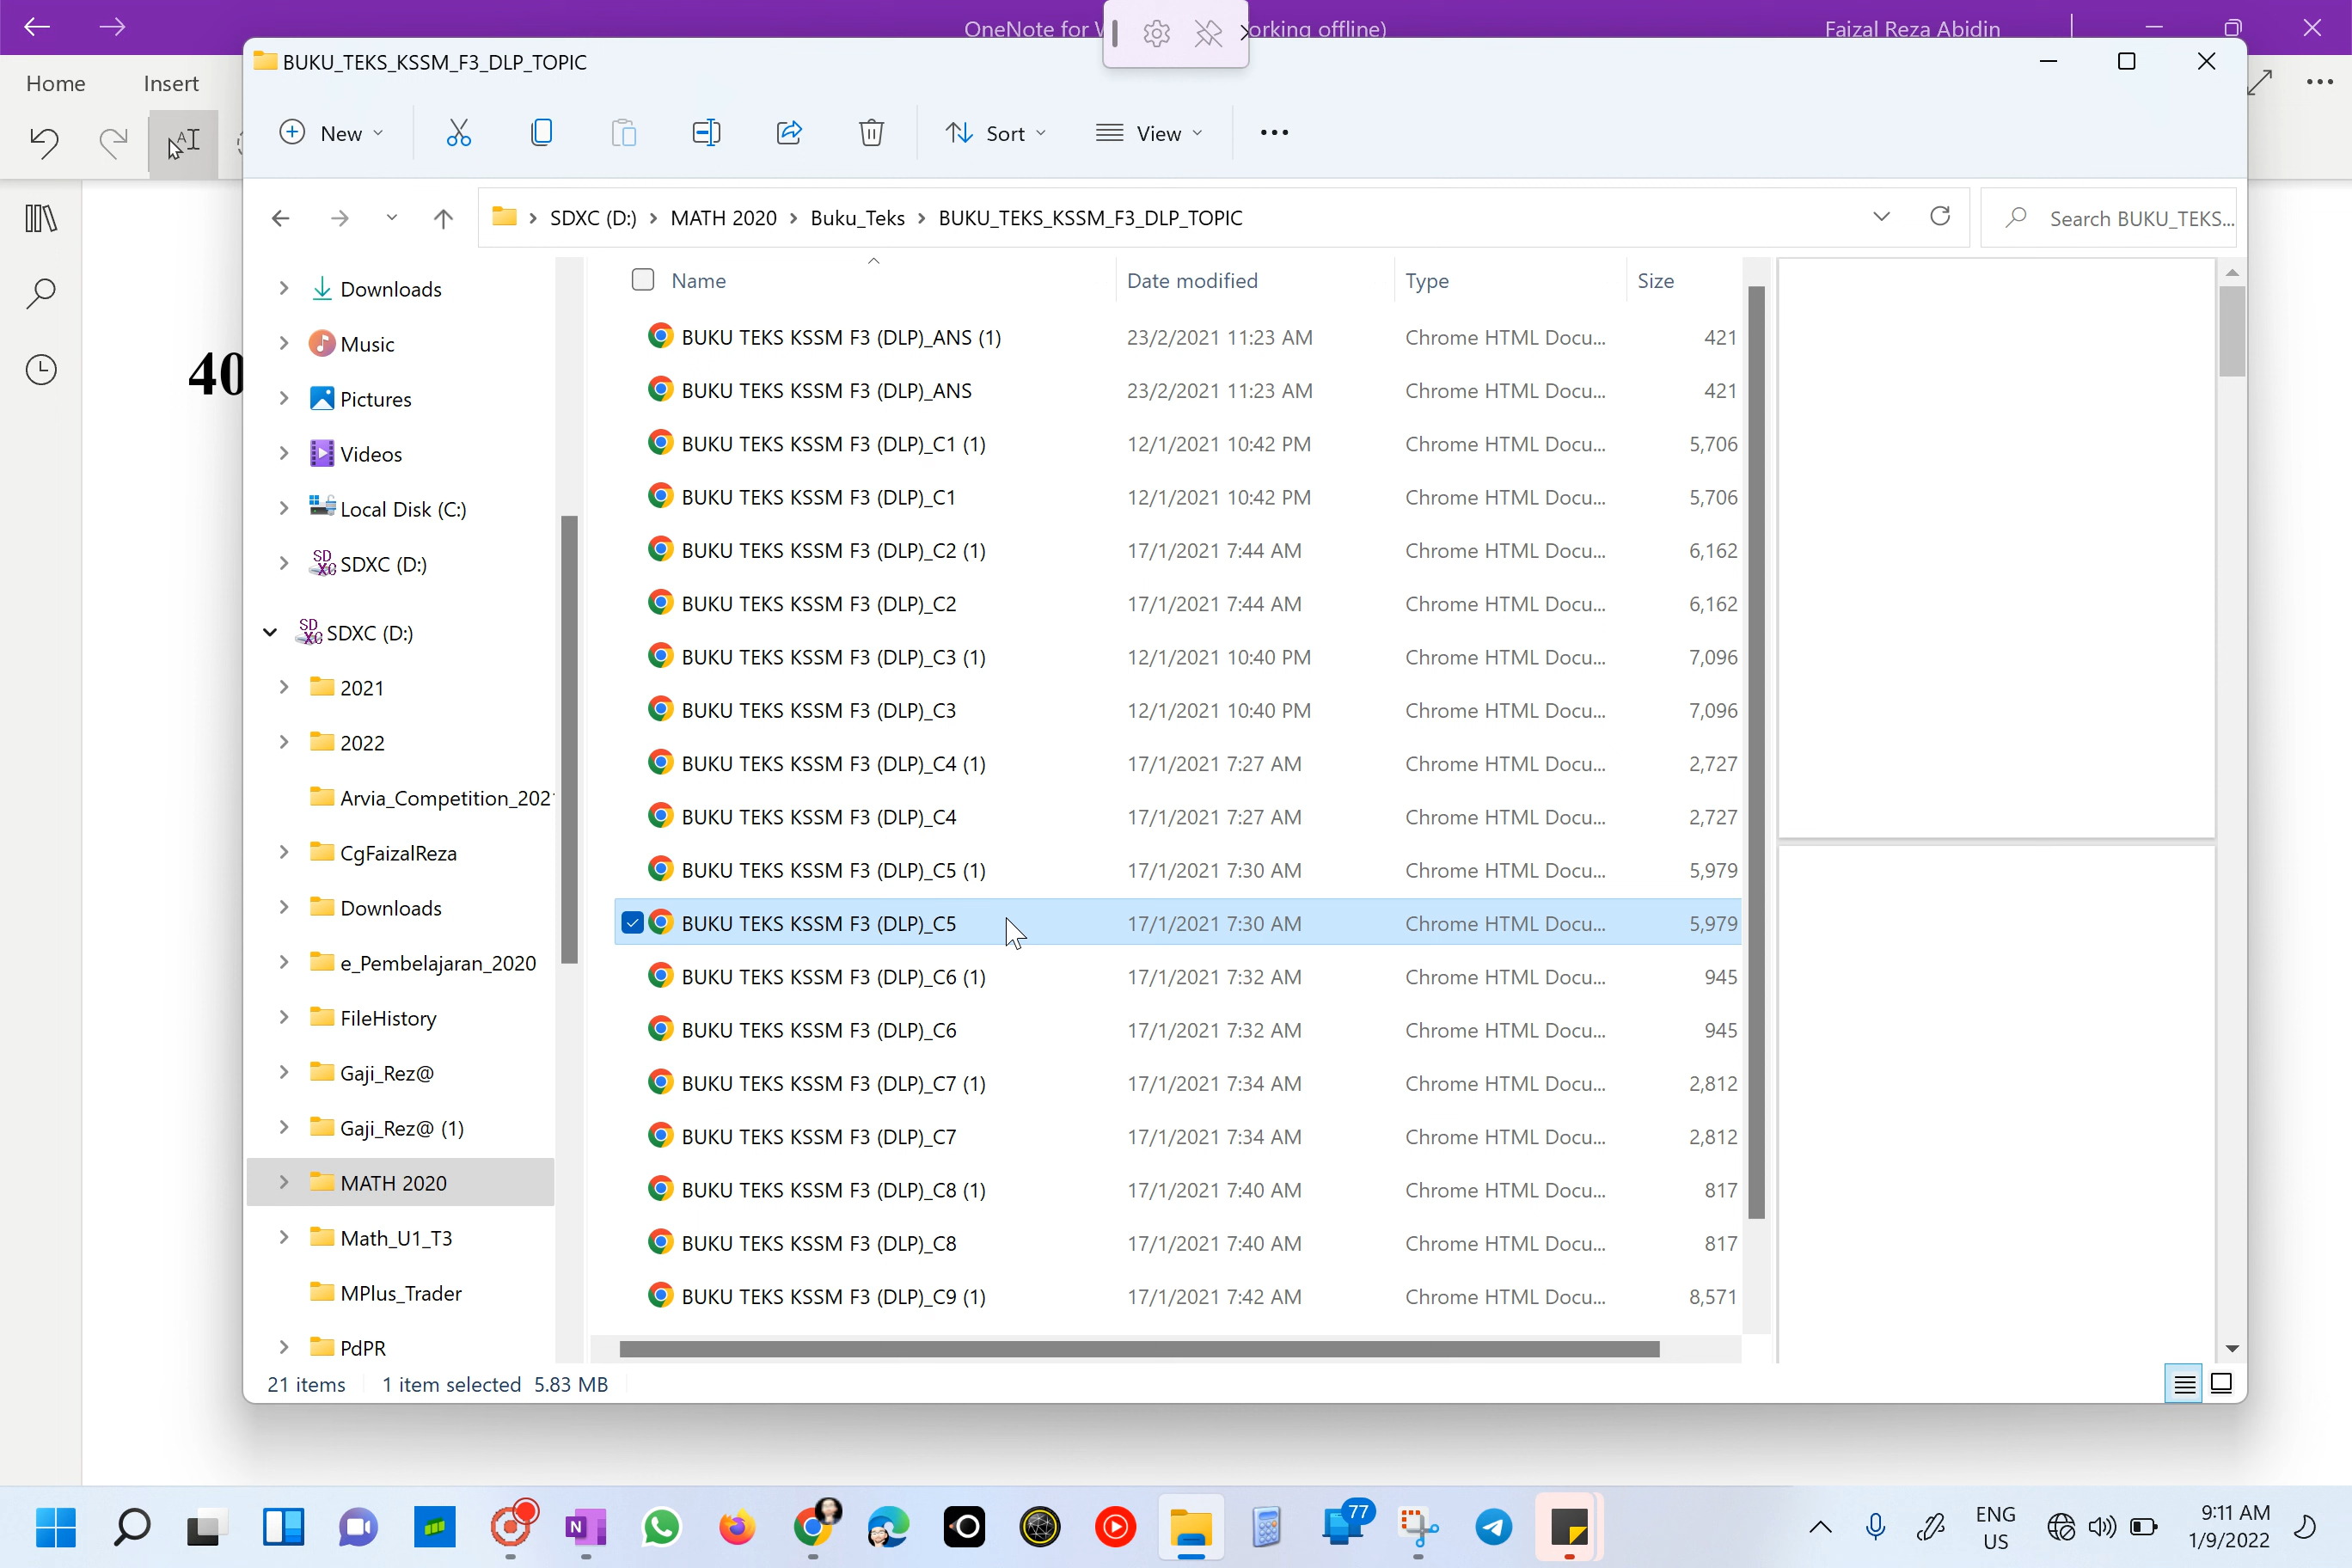 OneNote for W
orking offline)
Faizal Reza Abidin
Home
Insert
40
BUKU_TEKS_KSSM_F3_DLP_TOPIC
New
Sort
View
SDXC (D:) > MATH 2020 > Buku_Teks > BUKU_TEKS_KSSM_F3_DLP_TOPIC
Search BUKU_TEKS...
Downloads
Music
Pictures
Videos
Local Disk (C:)
SDXC (D:)
SDXC (D:)
2021
2022
Arvia_Competition_202
CgFaizalReza
Downloads
e_Pembelajaran_2020
FileHistory
Gaji_Rez@
Gaji_Rez@ (1)
MATH 2020
Math_U1_T3
MPlus_Trader
PdPR
Name Date modified Type Size
BUKU TEKS KSSM F3 (DLP)_ANS (1) 23/2/2021 11:23 AM Chrome HTML Docu... 421
BUKU TEKS KSSM F3 (DLP)_ANS 23/2/2021 11:23 AM Chrome HTML Docu... 421
BUKU TEKS KSSM F3 (DLP)_C1 (1) 12/1/2021 10:42 PM Chrome HTML Docu... 5,706
BUKU TEKS KSSM F3 (DLP)_C1 12/1/2021 10:42 PM Chrome HTML Docu... 5,706
BUKU TEKS KSSM F3 (DLP)_C2 (1) 17/1/2021 7:44 AM Chrome HTML Docu... 6,162
BUKU TEKS KSSM F3 (DLP)_C2 17/1/2021 7:44 AM Chrome HTML Docu... 6,162
BUKU TEKS KSSM F3 (DLP)_C3 (1) 12/1/2021 10:40 PM Chrome HTML Docu... 7,096
BUKU TEKS KSSM F3 (DLP)_C3 12/1/2021 10:40 PM Chrome HTML Docu... 7,096
BUKU TEKS KSSM F3 (DLP)_C4 (1) 17/1/2021 7:27 AM Chrome HTML Docu... 2,727
BUKU TEKS KSSM F3 (DLP)_C4 17/1/2021 7:27 AM Chrome HTML Docu... 2,727
BUKU TEKS KSSM F3 (DLP)_C5 (1) 17/1/2021 7:30 AM Chrome HTML Docu... 5,979
BUKU TEKS KSSM F3 (DLP)_C5 17/1/2021 7:30 AM Chrome HTML Docu... 5,979
BUKU TEKS KSSM F3 (DLP)_C6 (1) 17/1/2021 7:32 AM Chrome HTML Docu... 945
BUKU TEKS KSSM F3 (DLP)_C6 17/1/2021 7:32 AM Chrome HTML Docu... 945
BUKU TEKS KSSM F3 (DLP)_C7 (1) 17/1/2021 7:34 AM Chrome HTML Docu... 2,812
BUKU TEKS KSSM F3 (DLP)_C7 17/1/2021 7:34 AM Chrome HTML Docu... 2,812
BUKU TEKS KSSM F3 (DLP)_C8 (1) 17/1/2021 7:40 AM Chrome HTML Docu... 817
BUKU TEKS KSSM F3 (DLP)_C8 17/1/2021 7:40 AM Chrome HTML Docu... 817
BUKU TEKS KSSM F3 (DLP)_C9 (1) 17/1/2021 7:42 AM Chrome HTML Docu... 8,571
21 items 1 item selected 5.83 MB
77
ENG
US
9:11 AM
1/9/2022